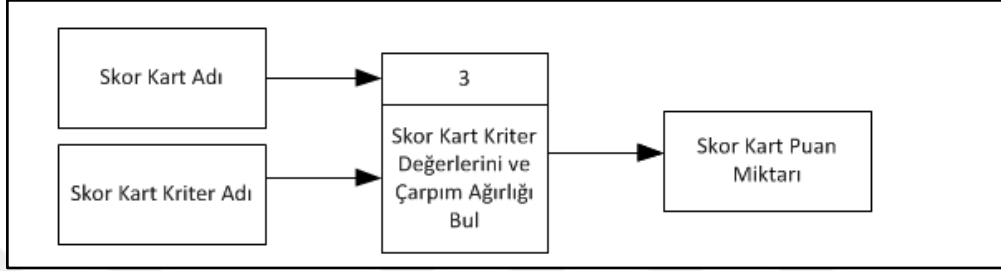 Skor Kart Adı
Skor Kart Kriter Adı
3
Skor Kart Kriter
Değerlerini ve
Çarpım Ağırlığı
Bul
Skor Kart Puan
Miktarı